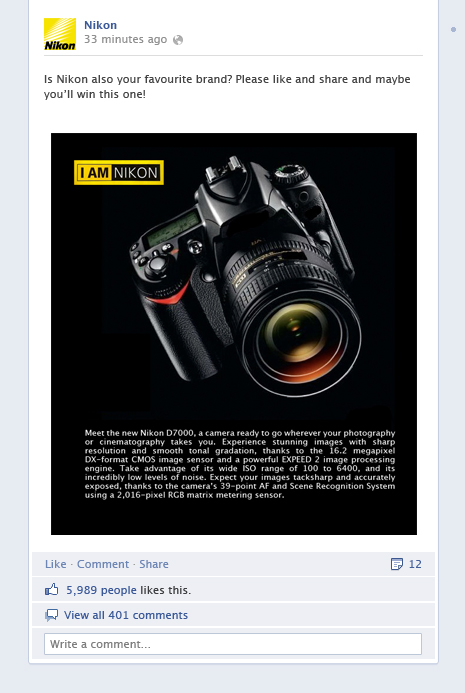 Nikon
Nikon
33 minutes ago
Is Nikon also your favourite brand? Please like and share and maybe
you'll win this one!
I AM NIKON
Meet the new Nikon D7000, a camera ready to go wherever your photography
or cinematography takes you. Experience stunning images with sharp
resolution and smooth tonal gradation, thanks to the 16.2 megapixel
DX-format CMOS image sensor and a powerful EXPEED 2 image processing
engine. Take advantage of its wide ISO range of 100 to 6400, and its
incredibly low levels of noise. Expect your images tacksharp and accurately
exposed, thanks to the camera's 39-point AF and Scene Recognition System
using a 2,016-pixel RGB matrix metering sensor.
Like · Comment · Share 12
5,989 people likes this.
View all 401 comments
Write a comment...